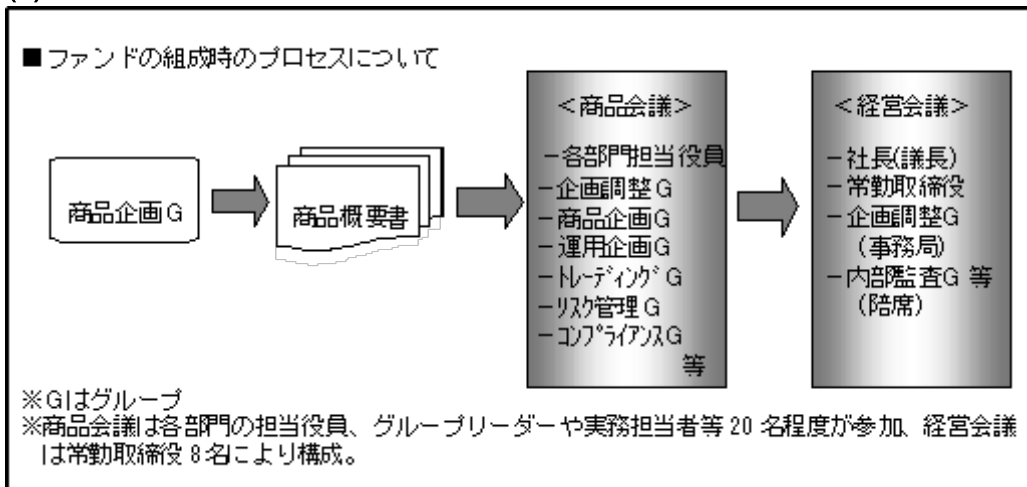 ■ファンドの組成時のプロセスについて
商品企画G
商品概要書
<商品会議>
－各部門担当役員
－企画調整G
－商品企画G
－運用企画G
－ﾄﾚｰﾃﾞｨﾝｸﾞG
－ﾘｽｸ管理G
－ｺﾝﾌﾟﾗｲｱﾝｽG
等
<経営会議>
－社長(議長)
－常勤取締役
－企画調整G
(事務局)
－内部監査G 等
(陪席)
※Gはグループ
※商品会議は各部門の担当役員、グループリーダーや実務担当者等20名程度が参加、経営会議
は常勤取締役8名により構成。